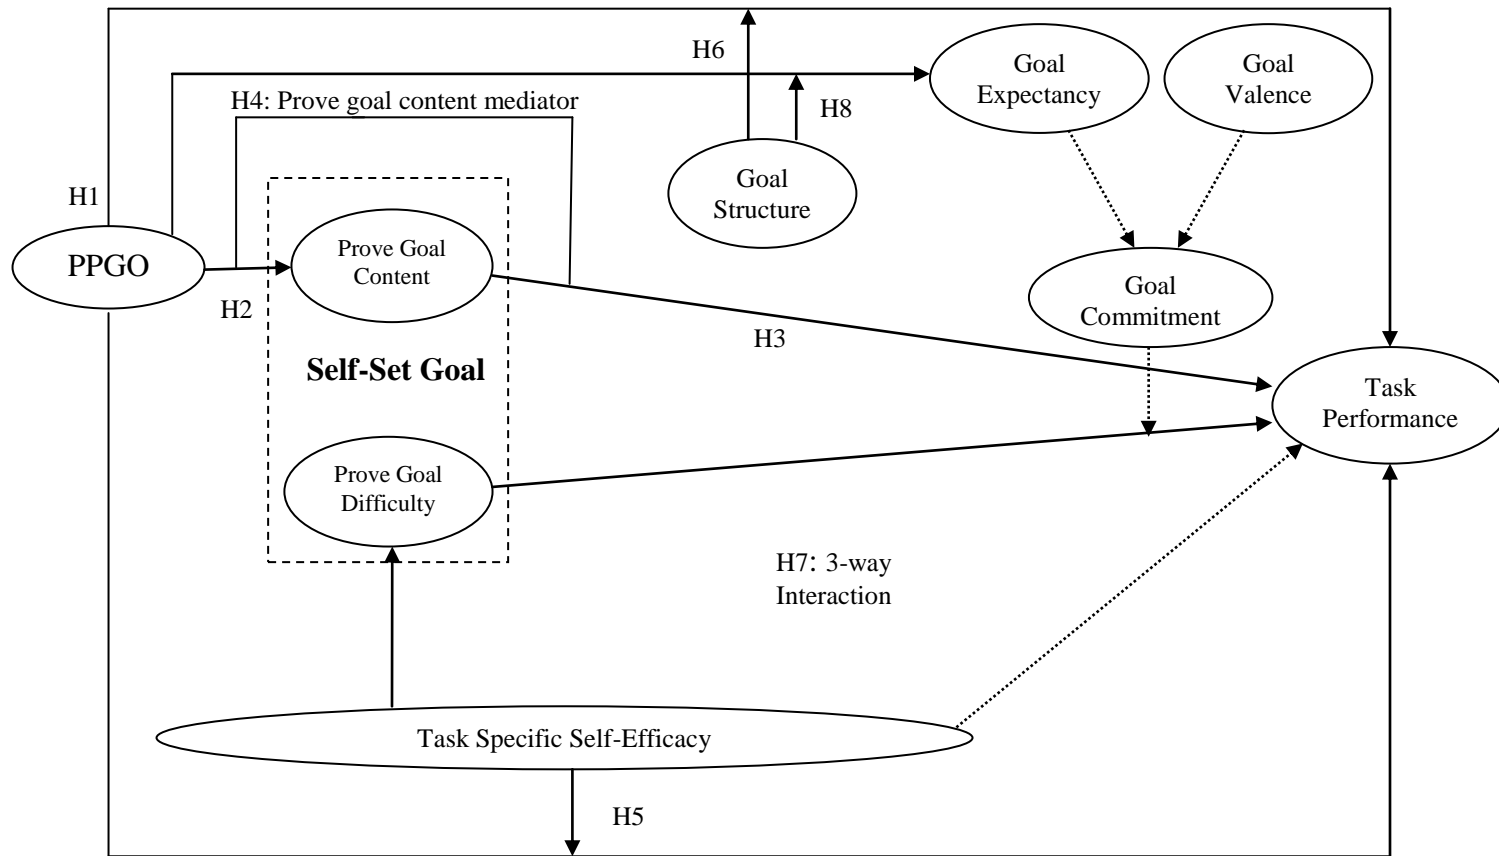 H6
Goal
Expectancy
Goal
Valence
H4: Prove goal content mediator
H8
H1
Goal
Structure
PPGO
Prove Goal
Content
H2
Goal
Commitment
H3
Self-Set Goal
Task
Performance
Prove Goal
Difficulty
H7: 3-way
Interaction
Task Specific Self-Efficacy
H5